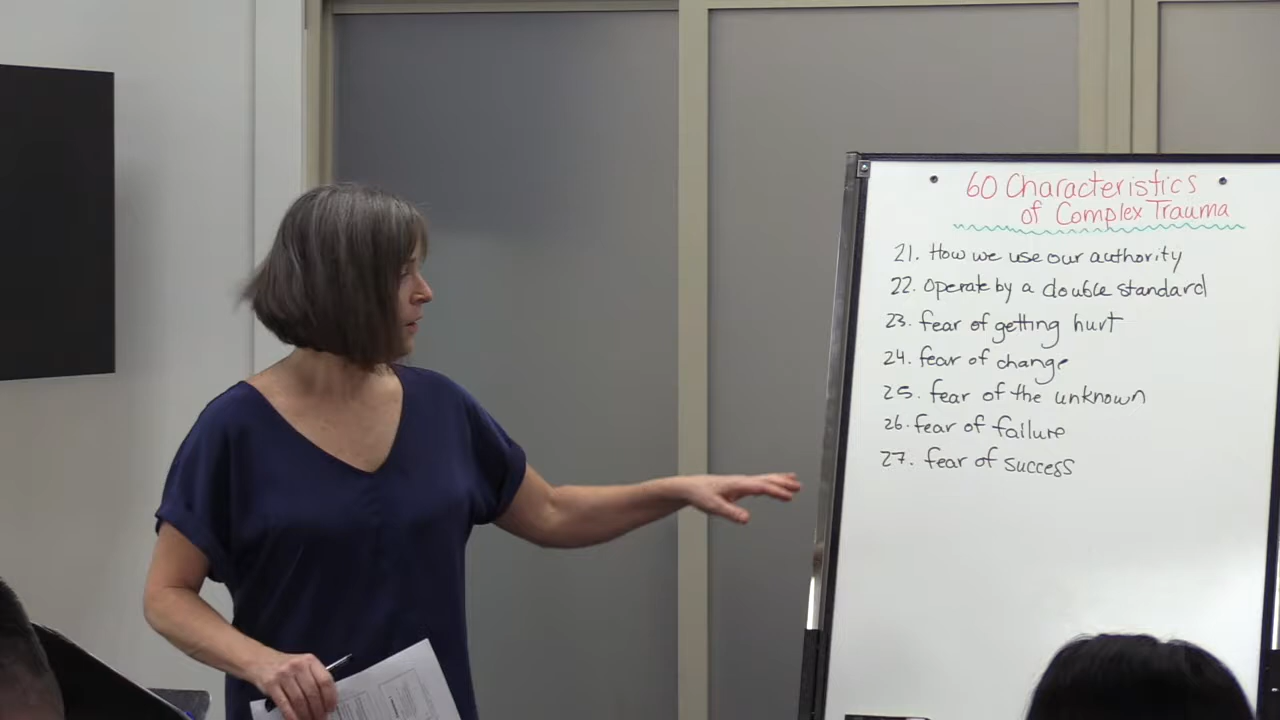 60 Characteristics
of Complex Trauma
21. How we use our authority
22. operate by a double standard
23. fear of getting hurt
24. fear of change
25. fear of the unknown
26. fear of failure
27. fear of success